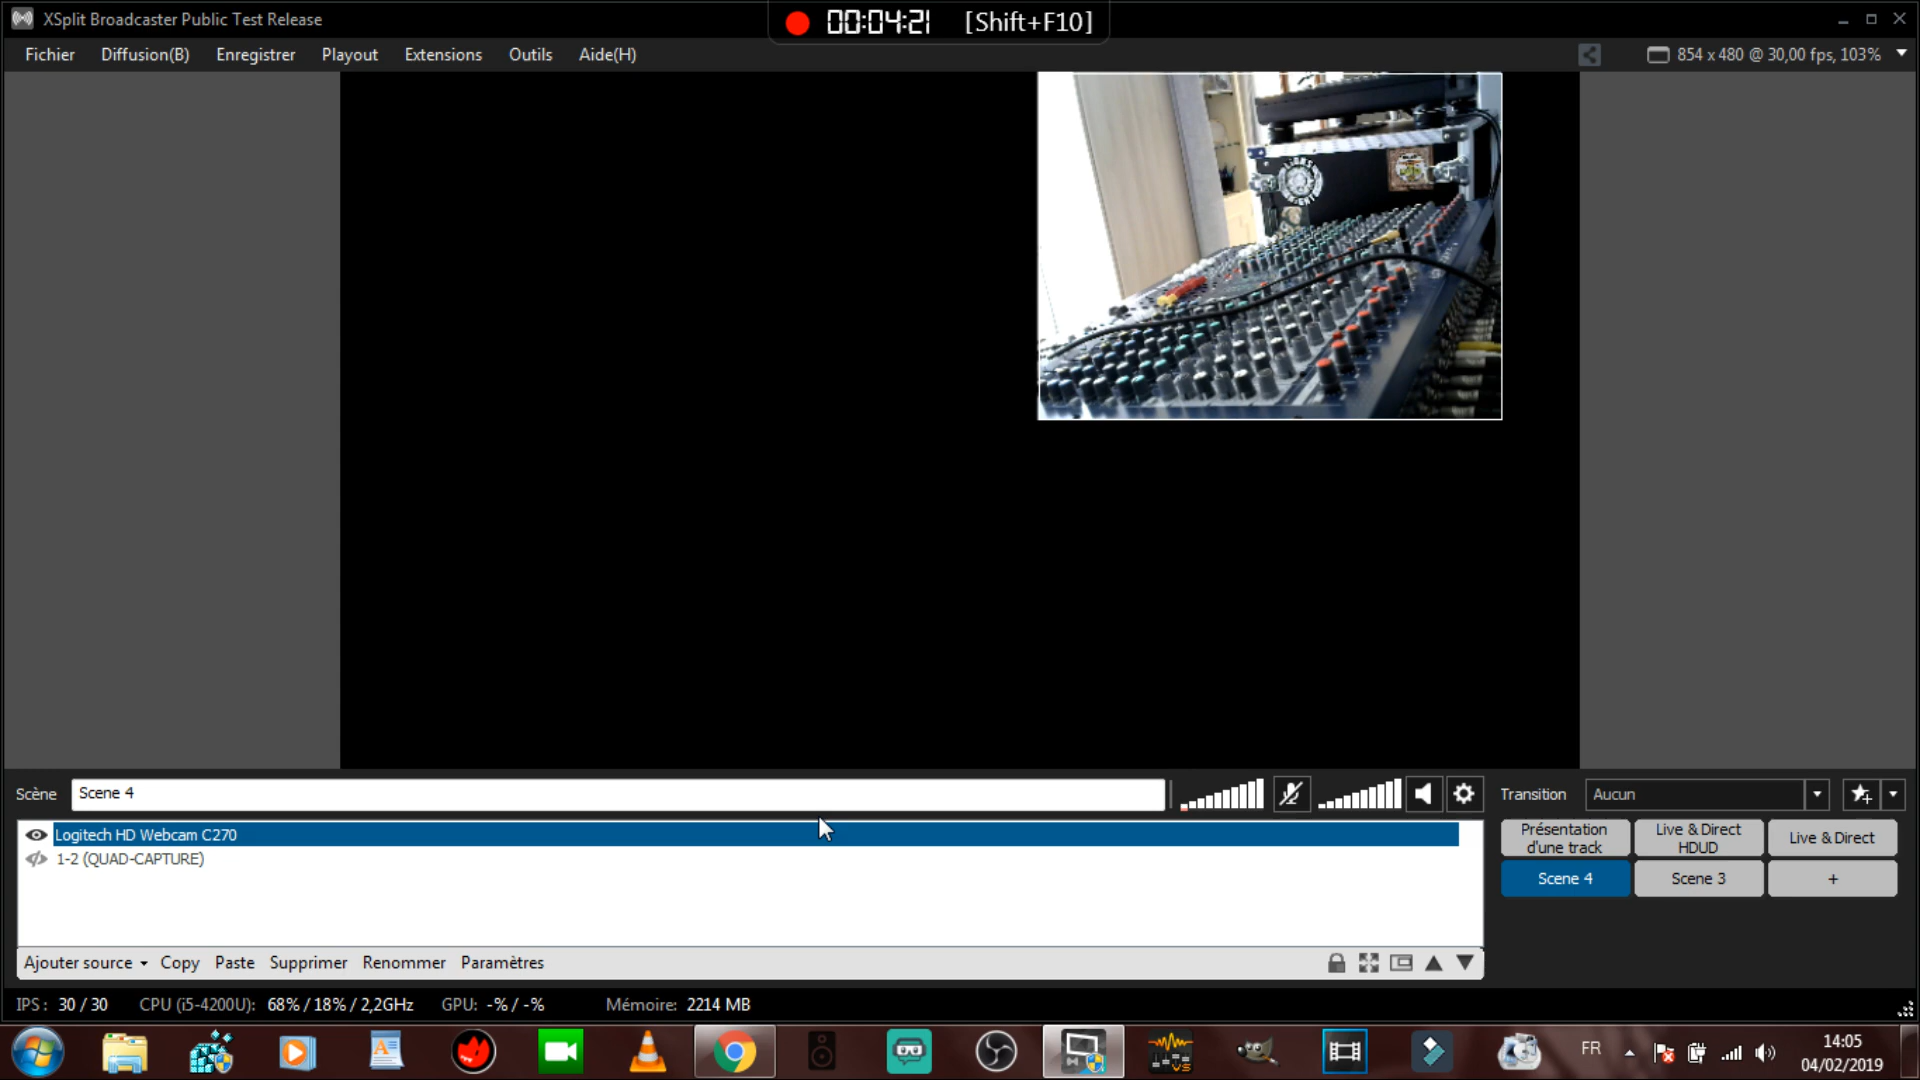 XSplit Broadcaster Public Test Release
00:04:21 [Shift+F10]
Fichier Diffusion(B) Enregistrer Playout Extensions Outils Aide(H)
854 x 480 @ 30,00 fps, 103%
Scène Scene 4
Transition Aucun
Logitech HD Webcam C270
1-2 (QUAD-CAPTURE)
Présentation
d'une track
Live & Direct
HDUD
Live & Direct
Scene 4
Scene 3
+
Ajouter source Copy Paste Supprimer Renommer Paramètres
IPS : 30 / 30 CPU (i5-4200U): 68% / 18% / 2,2GHz GPU: -% / -% Mémoire: 2214 MB
VS
FR
14:05
04/02/2019